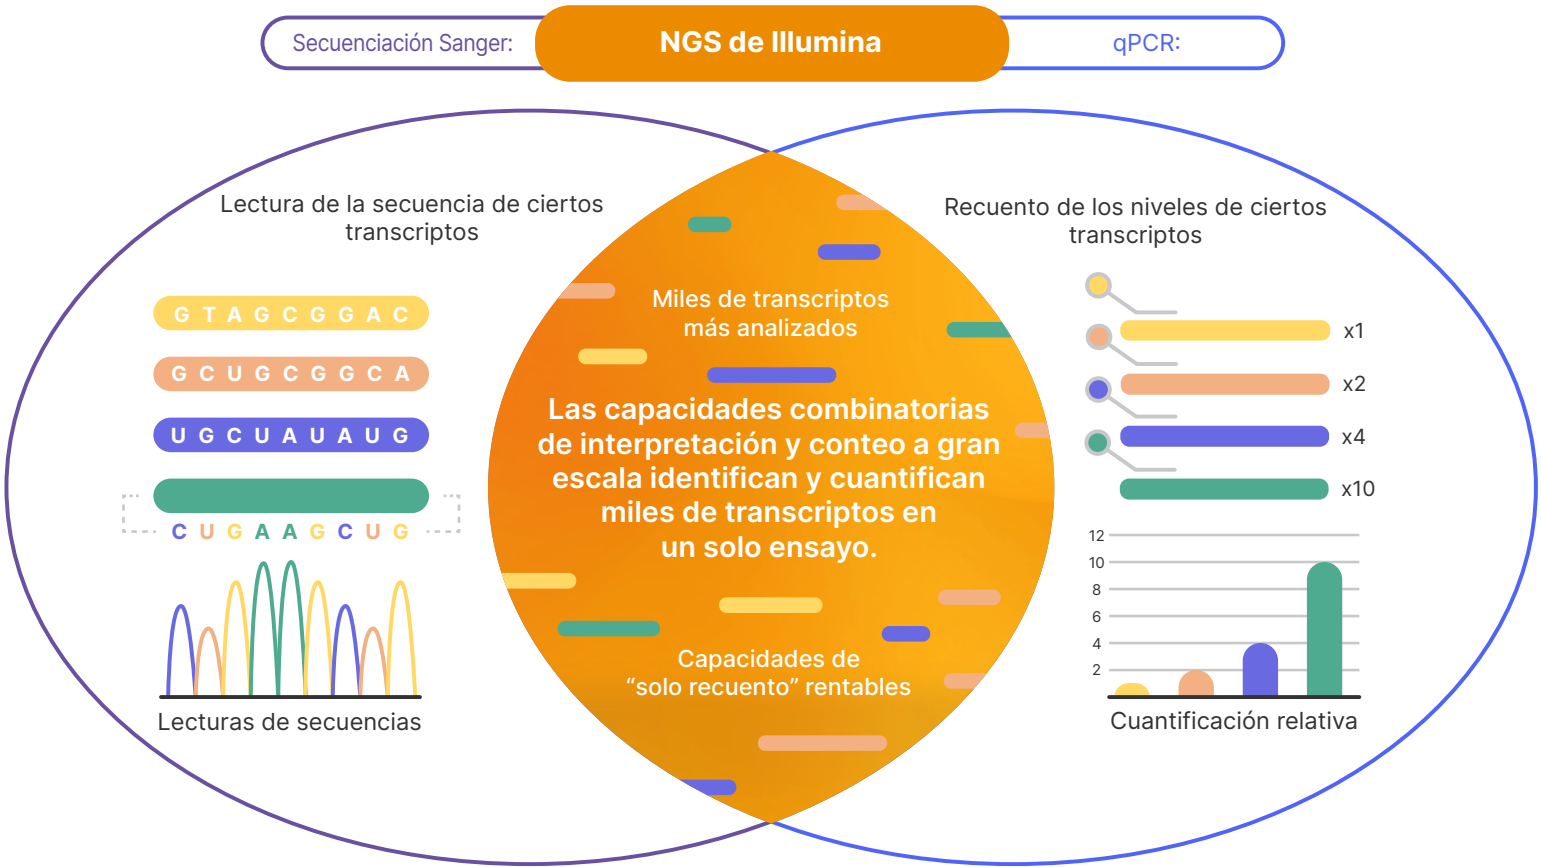 Secuenciación Sanger:
NGS de Illumina
qPCR:
Lectura de la secuencia de ciertos
transcriptos
G T A G C G G A C
G C U G C G G C A
U G C U A U A U G
C U G A A G C U G
Lecturas de secuencias
Miles de transcriptos
más analizados
Las capacidades combinatorias
de interpretación y conteo a gran
escala identifican y cuantifican
miles de transcriptos en
un solo ensayo.
Capacidades de
“solo recuento” rentables
Recuento de los niveles de ciertos
transcriptos
x1
x2
x4
x10
12
10
8
6
4
2
Cuantificación relativa